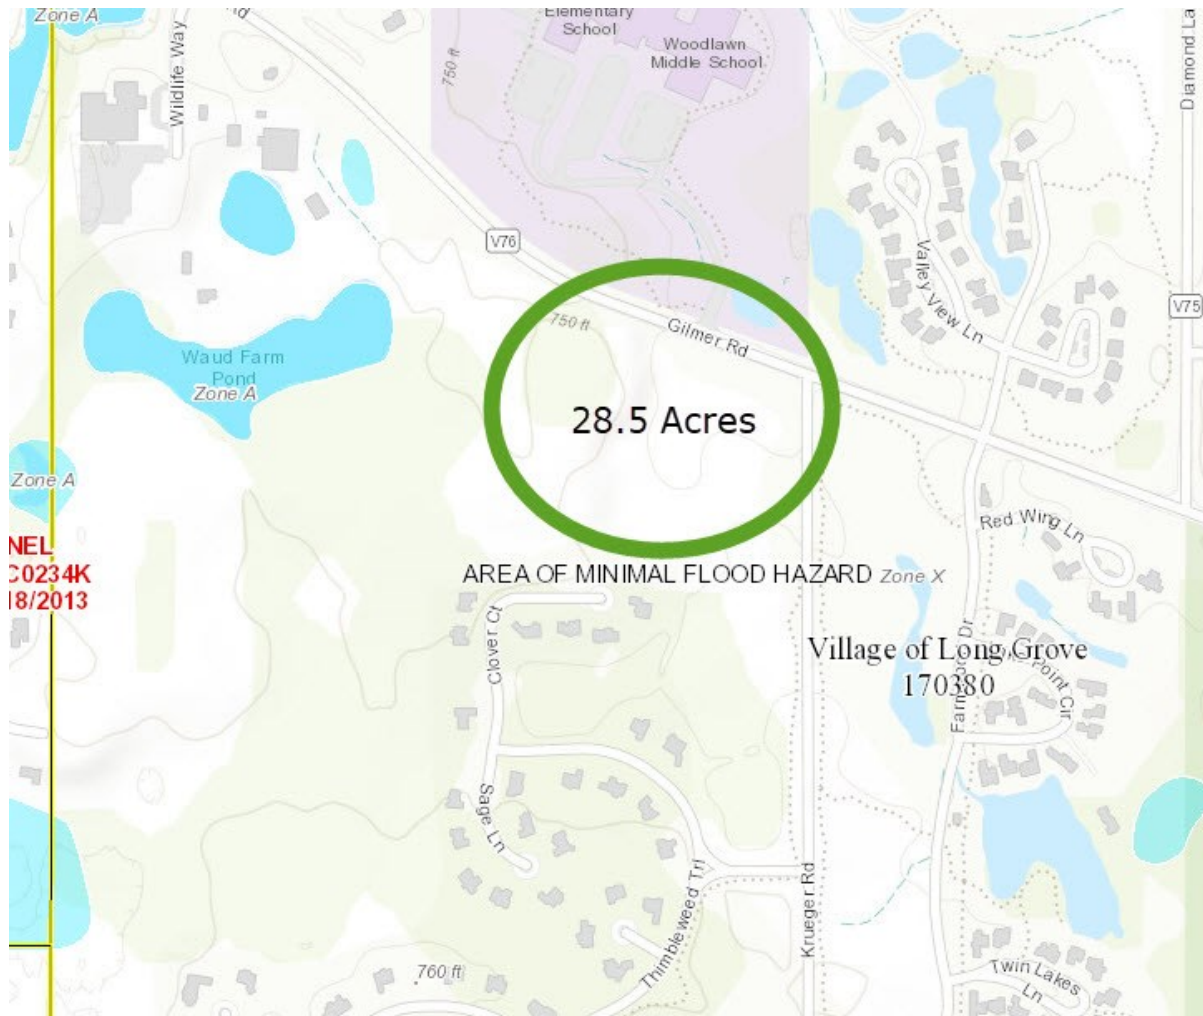 Zone A
Rd
Elementary
School
Woodlawn
Middle School
750 ft
Wildlife Way
Diamond La
V76
Valley View Ln
V75
750 ft
Gilmer Rd
Waud Farm
Pond
Zone A
28.5 Acres
Zone A
Red Wing Ln
NEL
C0234K
18/2013
AREA OF MINIMAL FLOOD HAZARD Zone X
Clover Ct
Village of Long Grove
170380
Point Cir
Sage Ln
Thimbleweed Trl
Krueger Rd
760 ft
Twin Lakes
Ln